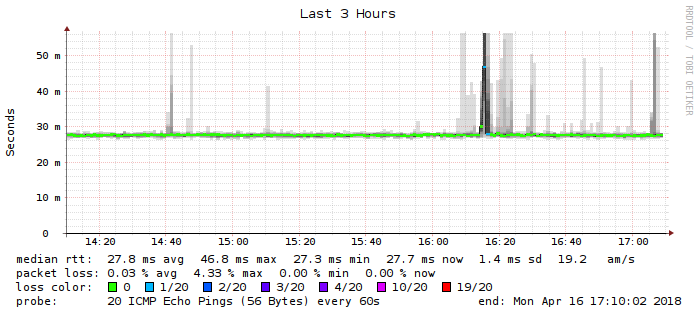 Last 3 Hours
RRDTOOL / TOBI OETIKER
Seconds
50 m
40 m
30 m
20 m
10 m
0
14:20 14:40 15:00 15:20 15:40 16:00 16:20 16:40 17:00
median rtt: 27.8 ms avg 46.8 ms max 27.3 ms min 27.7 ms now 1.4 ms sd 19.2 am/s
packet loss: 0.03 % avg 4.33 % max 0.00 % min 0.00 % now
loss color: 0 1/20 2/20 3/20 4/20 10/20 19/20
probe: 20 ICMP Echo Pings (56 Bytes) every 60s end: Mon Apr 16 17:10:02 2018